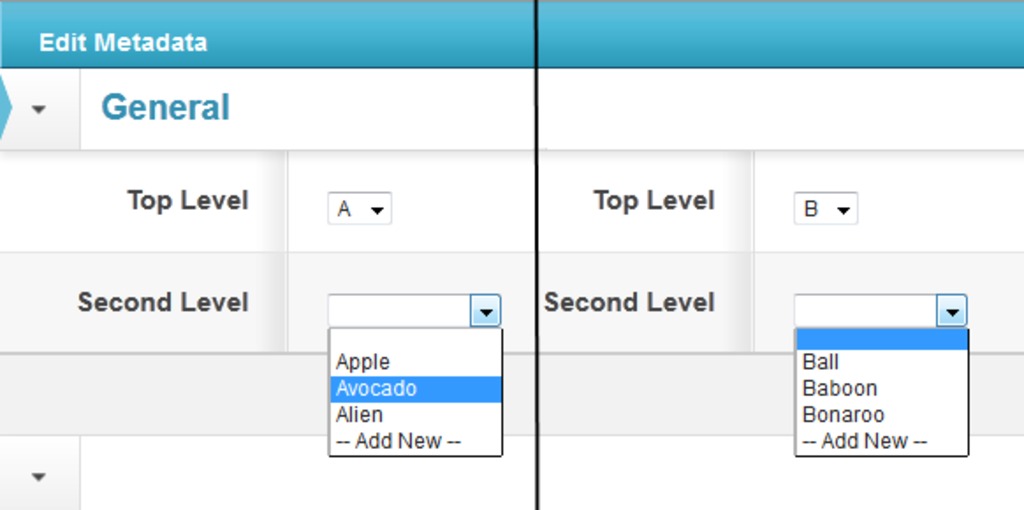 Edit Metadata
General
Top Level
A
Second Level
Apple
Avocado
Alien
-- Add New --
Top Level
B
Second Level
Ball
Baboon
Bonaroo
-- Add New --